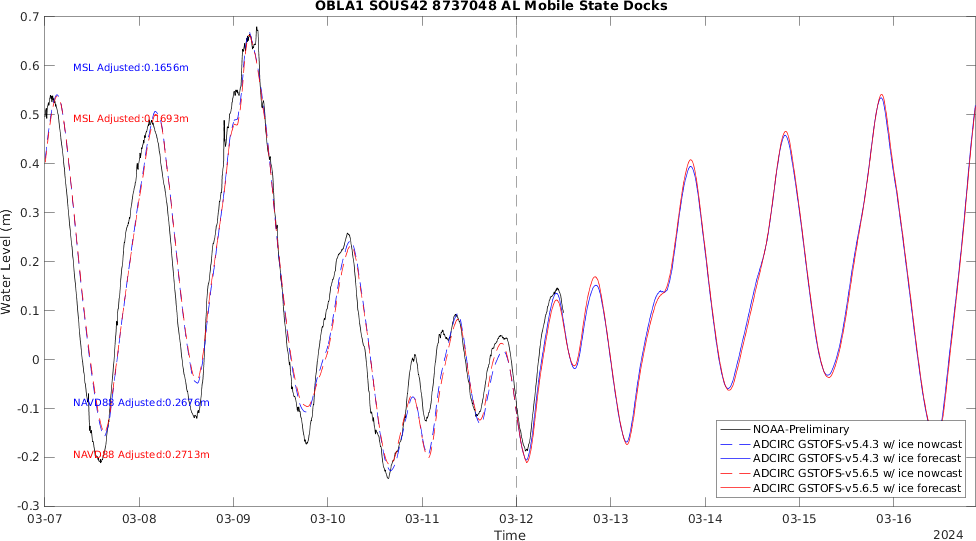 OBLA1 SOUS42 8737048 AL Mobile State Docks
Water Level (m)
0.7
0.6
0.5
0.4
0.3
0.2
0.1
0
-0.1
-0.2
-0.3
MSL Adjusted:0.1656m
MSL Adjusted:0.1693m
NAVD88 Adjusted:0.2676m
NAVD88 Adjusted:0.2713m
NOAA-Preliminary
ADCIRC GSTOFS-v5.4.3 w/ ice nowcast
ADCIRC GSTOFS-v5.4.3 w/ ice forecast
ADCIRC GSTOFS-v5.6.5 w/ ice nowcast
ADCIRC GSTOFS-v5.6.5 w/ ice forecast
03-07 03-08 03-09 03-10 03-11 03-12 03-13 03-14 03-15 03-16
Time
2024